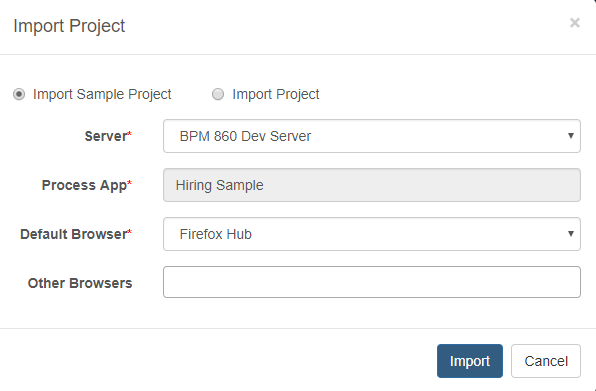 Import Project ×
Import Sample Project Import Project
Server* BPM 860 Dev Server
Process App* Hiring Sample
Default Browser* Firefox Hub
Other Browsers
Import Cancel